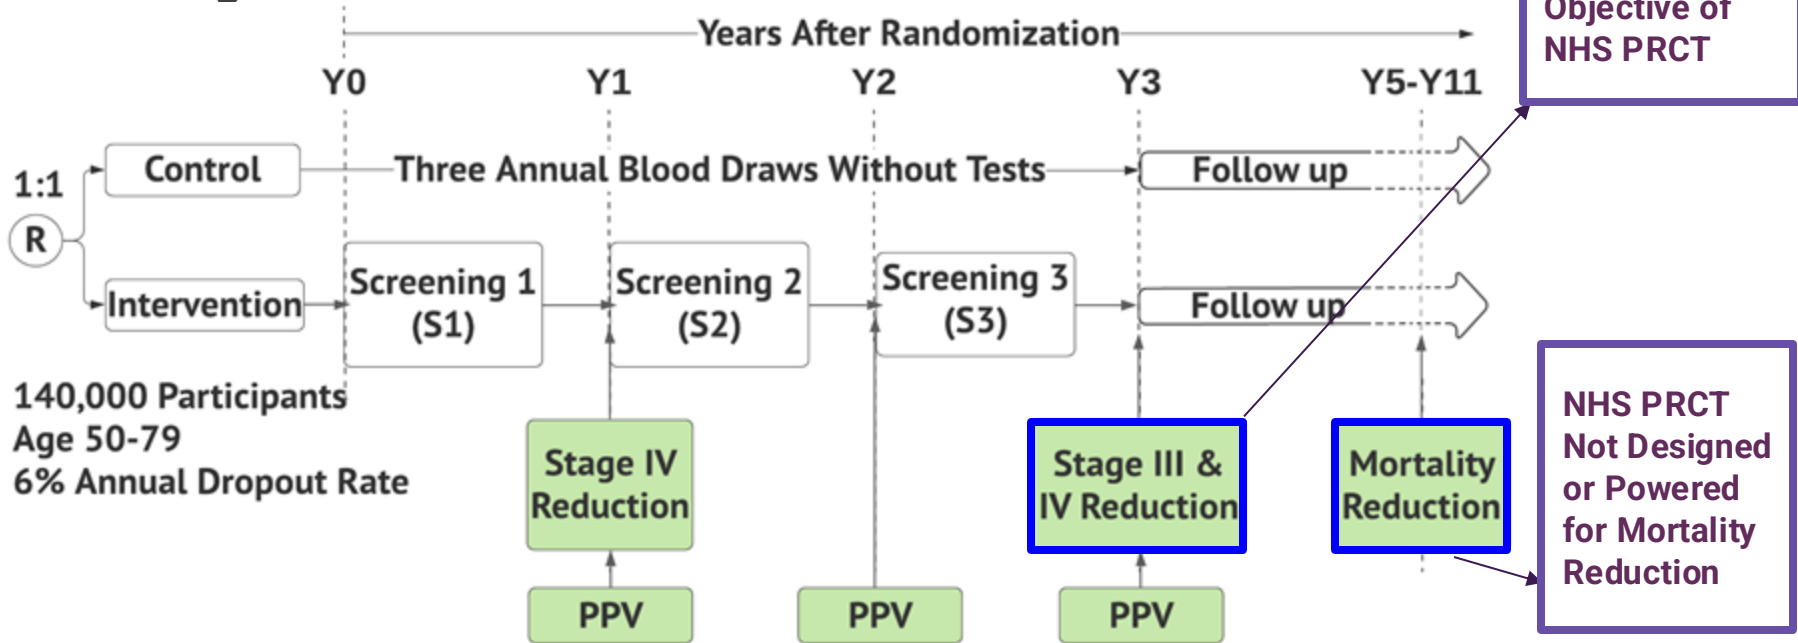 Objective of
NHS PRCT
Years After Randomization
Y0 Y1 Y2 Y3 Y5-Y11
1:1
R
Control
Three Annual Blood Draws Without Tests
Follow up
Intervention
Screening 1
(S1)
Screening 2
(S2)
Screening 3
(S3)
Follow up
140,000 Participants
Age 50-79
6% Annual Dropout Rate
Stage IV
Reduction
Stage III &
IV Reduction
Mortality
Reduction
NHS PRCT
Not Designed
or Powered
for Mortality
Reduction
PPV
PPV
PPV